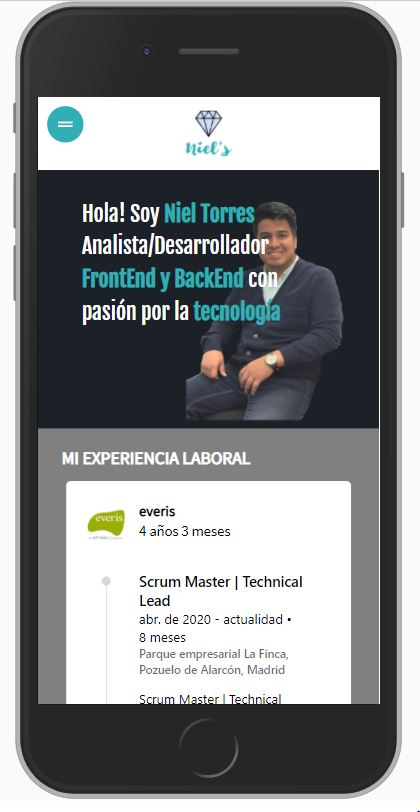 Niel's
Hola! Soy Niel Torres
Analista/Desarrollador
FrontEnd y BackEnd con
pasión por la tecnología
MI EXPERIENCIA LABORAL
everis
everis
4 años 3 meses
Scrum Master | Technical
Lead
abr. de 2020 - actualidad •
8 meses
Parque empresarial La Finca,
Pozuelo de Alarcón, Madrid
Scrum Master | Technical